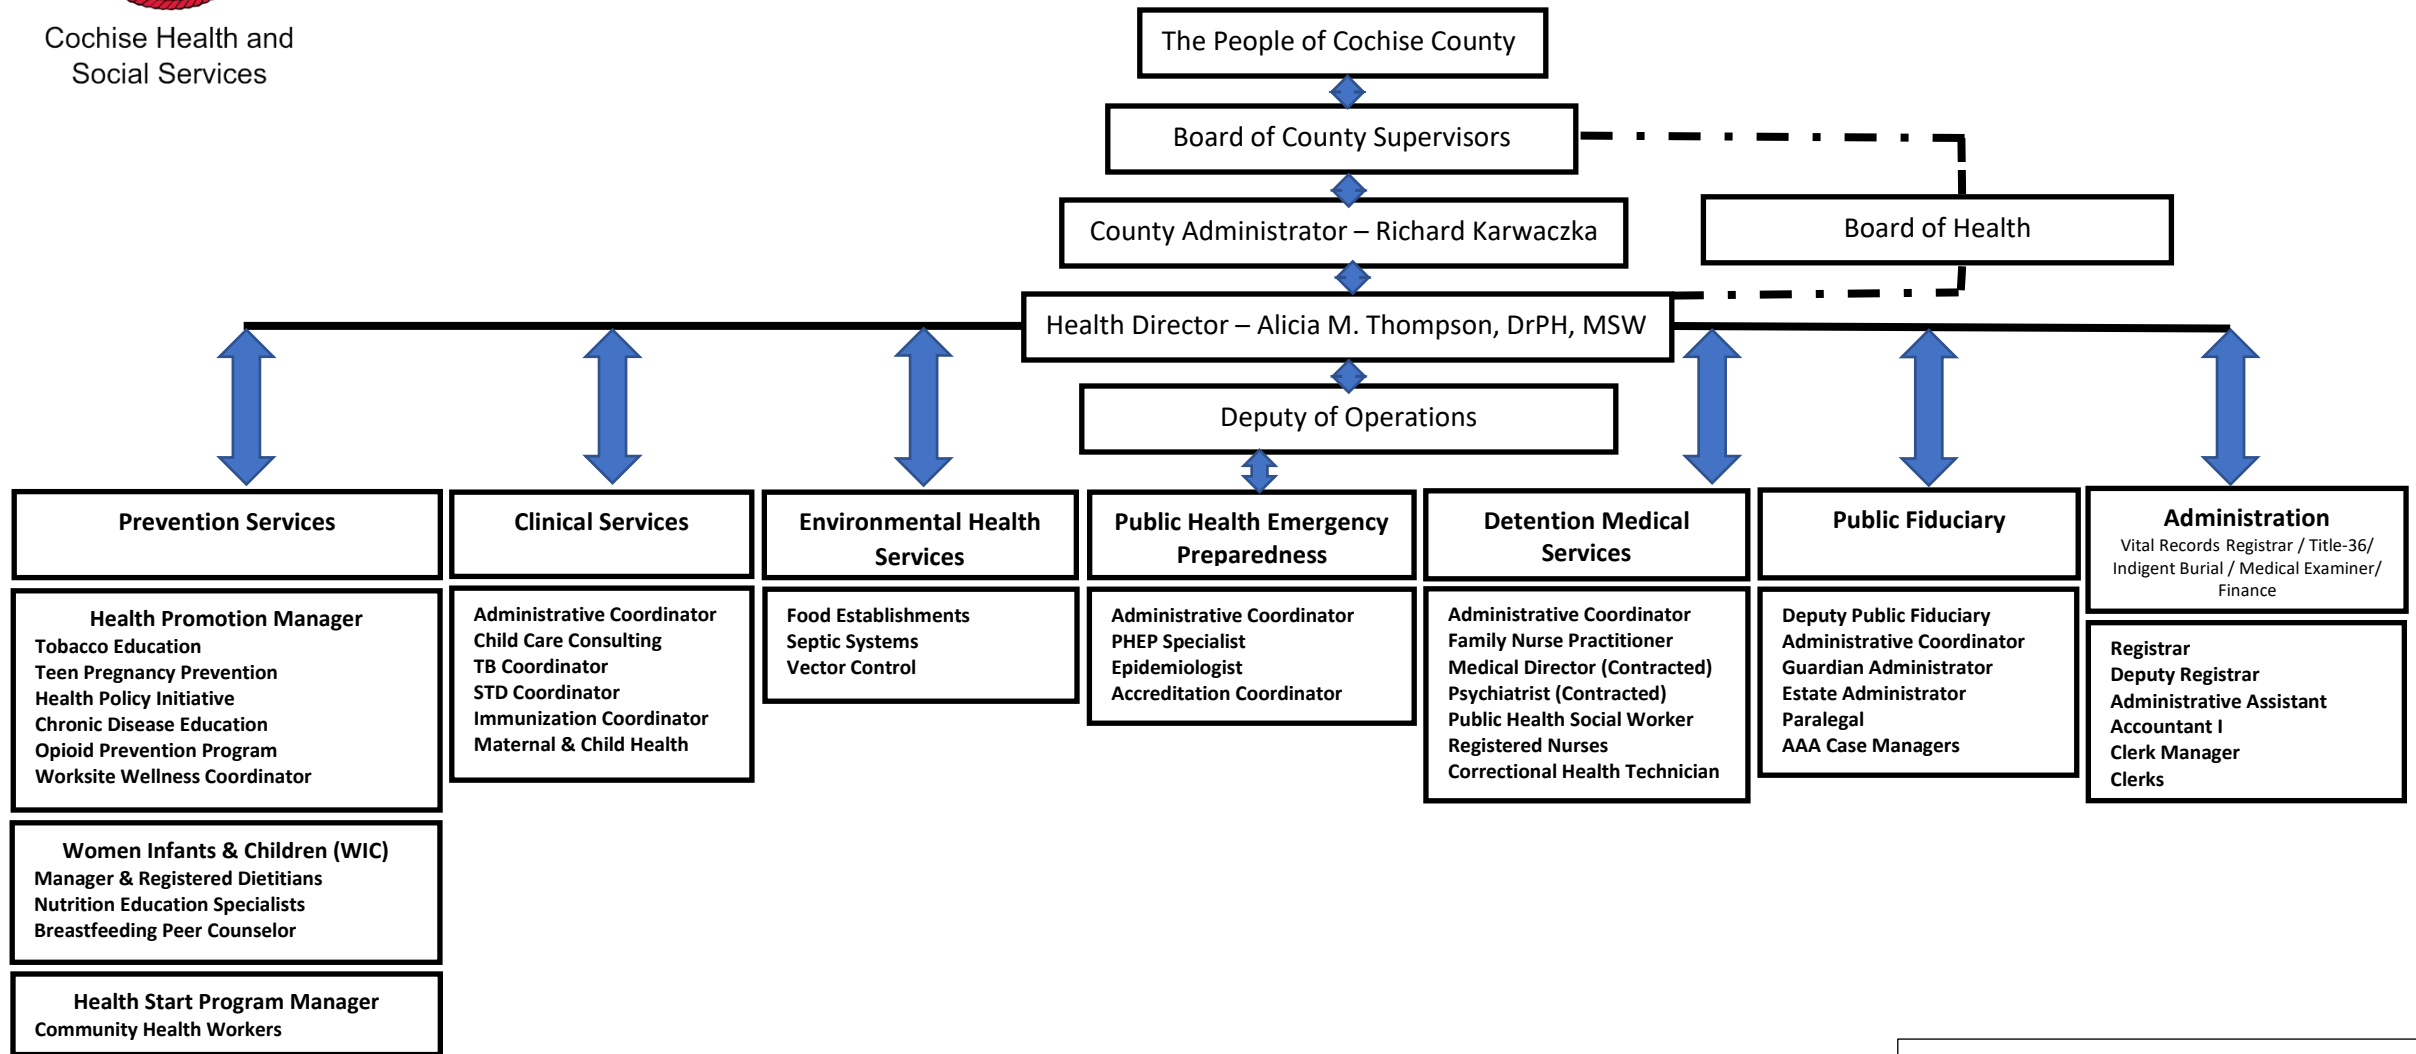 Cochise Health and
Social Services
The People of Cochise County
Board of County Supervisors
County Administrator – Richard Karwaczka
Board of Health
Health Director – Alicia M. Thompson, DrPH, MSW
Deputy of Operations
Prevention Services
Health Promotion Manager
Tobacco Education
Teen Pregnancy Prevention
Health Policy Initiative
Chronic Disease Education
Opioid Prevention Program
Worksite Wellness Coordinator
Women Infants & Children (WIC)
Manager & Registered Dietitians
Nutrition Education Specialists
Breastfeeding Peer Counselor
Health Start Program Manager
Community Health Workers
Clinical Services
Administrative Coordinator
Child Care Consulting
TB Coordinator
STD Coordinator
Immunization Coordinator
Maternal & Child Health
Environmental Health
Services
Food Establishments
Septic Systems
Vector Control
Public Health Emergency
Preparedness
Administrative Coordinator
PHEP Specialist
Epidemiologist
Accreditation Coordinator
Detention Medical
Services
Administrative Coordinator
Family Nurse Practitioner
Medical Director (Contracted)
Psychiatrist (Contracted)
Public Health Social Worker
Registered Nurses
Correctional Health Technician
Public Fiduciary
Deputy Public Fiduciary
Administrative Coordinator
Guardian Administrator
Estate Administrator
Paralegal
AAA Case Managers
Administration
Vital Records Registrar / Title-36/
Indigent Burial / Medical Examiner/
Finance
Registrar
Deputy Registrar
Administrative Assistant
Accountant I
Clerk Manager
Clerks